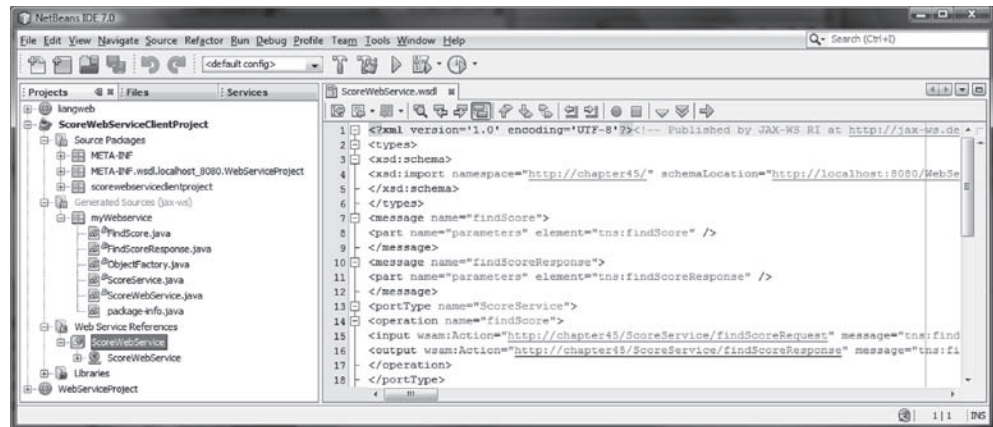 NetBeans IDE 7.0
File Edit View Navigate Source Refactor Run Debug Profile Team Tools Window Help
Search (Ctrl+I)
<default config>
Projects Files Services
ScoreWebService.wsdl
liangweb
ScoreWebServiceClientProject
Source Packages
META-INF
META-INF.wsdl.localhost_8080.WebServiceProject
scorewebserviceclientproject
Generated Sources (jax-ws)
myWebservice
FindScore.java
FindScoreResponse.java
ObjectFactory.java
ScoreService.java
ScoreWebService.java
package-info.java
Web Service References
ScoreWebService
ScoreWebService
Libraries
WebServiceProject
1 <?xml version='1.0' encoding='UTF-8'?><!-- Published by JAX-WS RI at http://jax-ws.de
2 <types>
3 <xsd:schema>
4 <xsd:import namespace="http://chapter45/" schemaLocation="http://localhost:8080/WebSe
5 </xsd:schema>
6 </types>
7 <message name="findScore">
8 <part name="parameters" element="tns:findScore" />
9 </message>
10 <message name="findScoreResponse">
11 <part name="parameters" element="tns:findScoreResponse" />
12 </message>
13 <portType name="ScoreService">
14 <operation name="findScore">
15 <input wsam:Action="http://chapter45/ScoreService/findScoreRequest" message="tns:find
16 <output wsam:Action="http://chapter45/ScoreService/findScoreResponse" message="tns:fi
17 </operation>
18 </portType>
1|1 INS